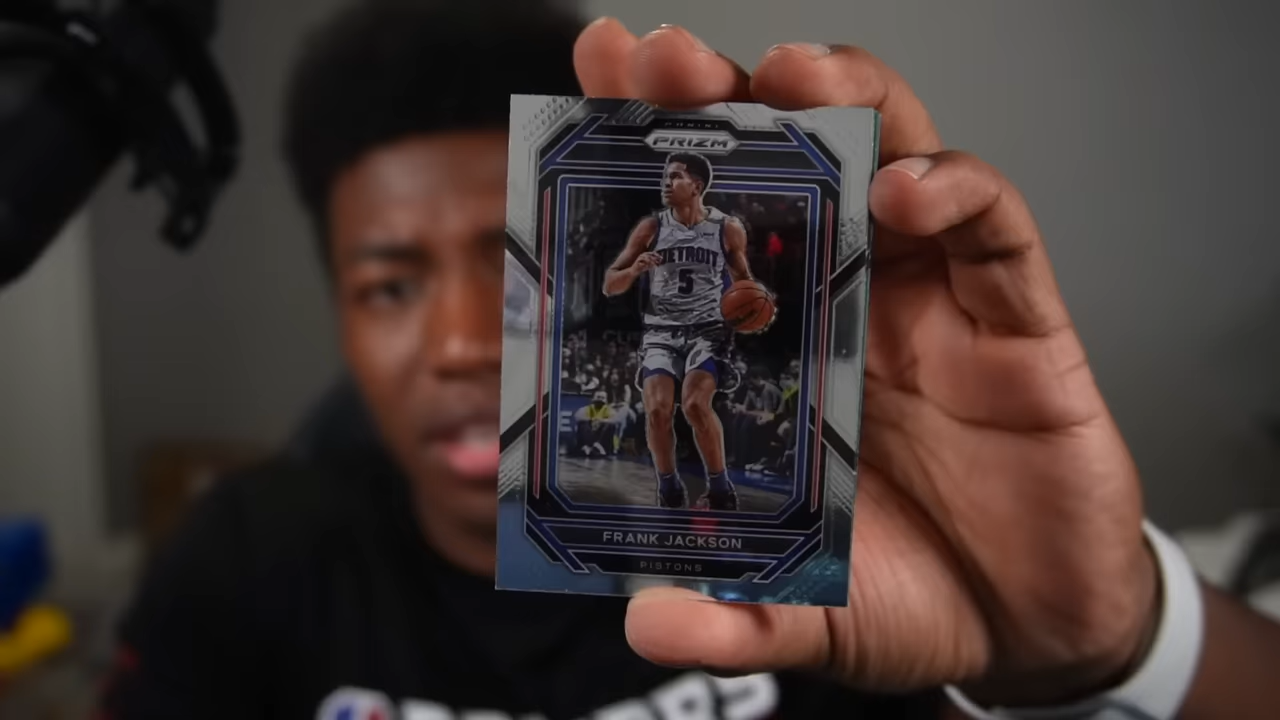 PANINI
PRIZM
DETROIT
5
FRANK JACKSON
PISTONS